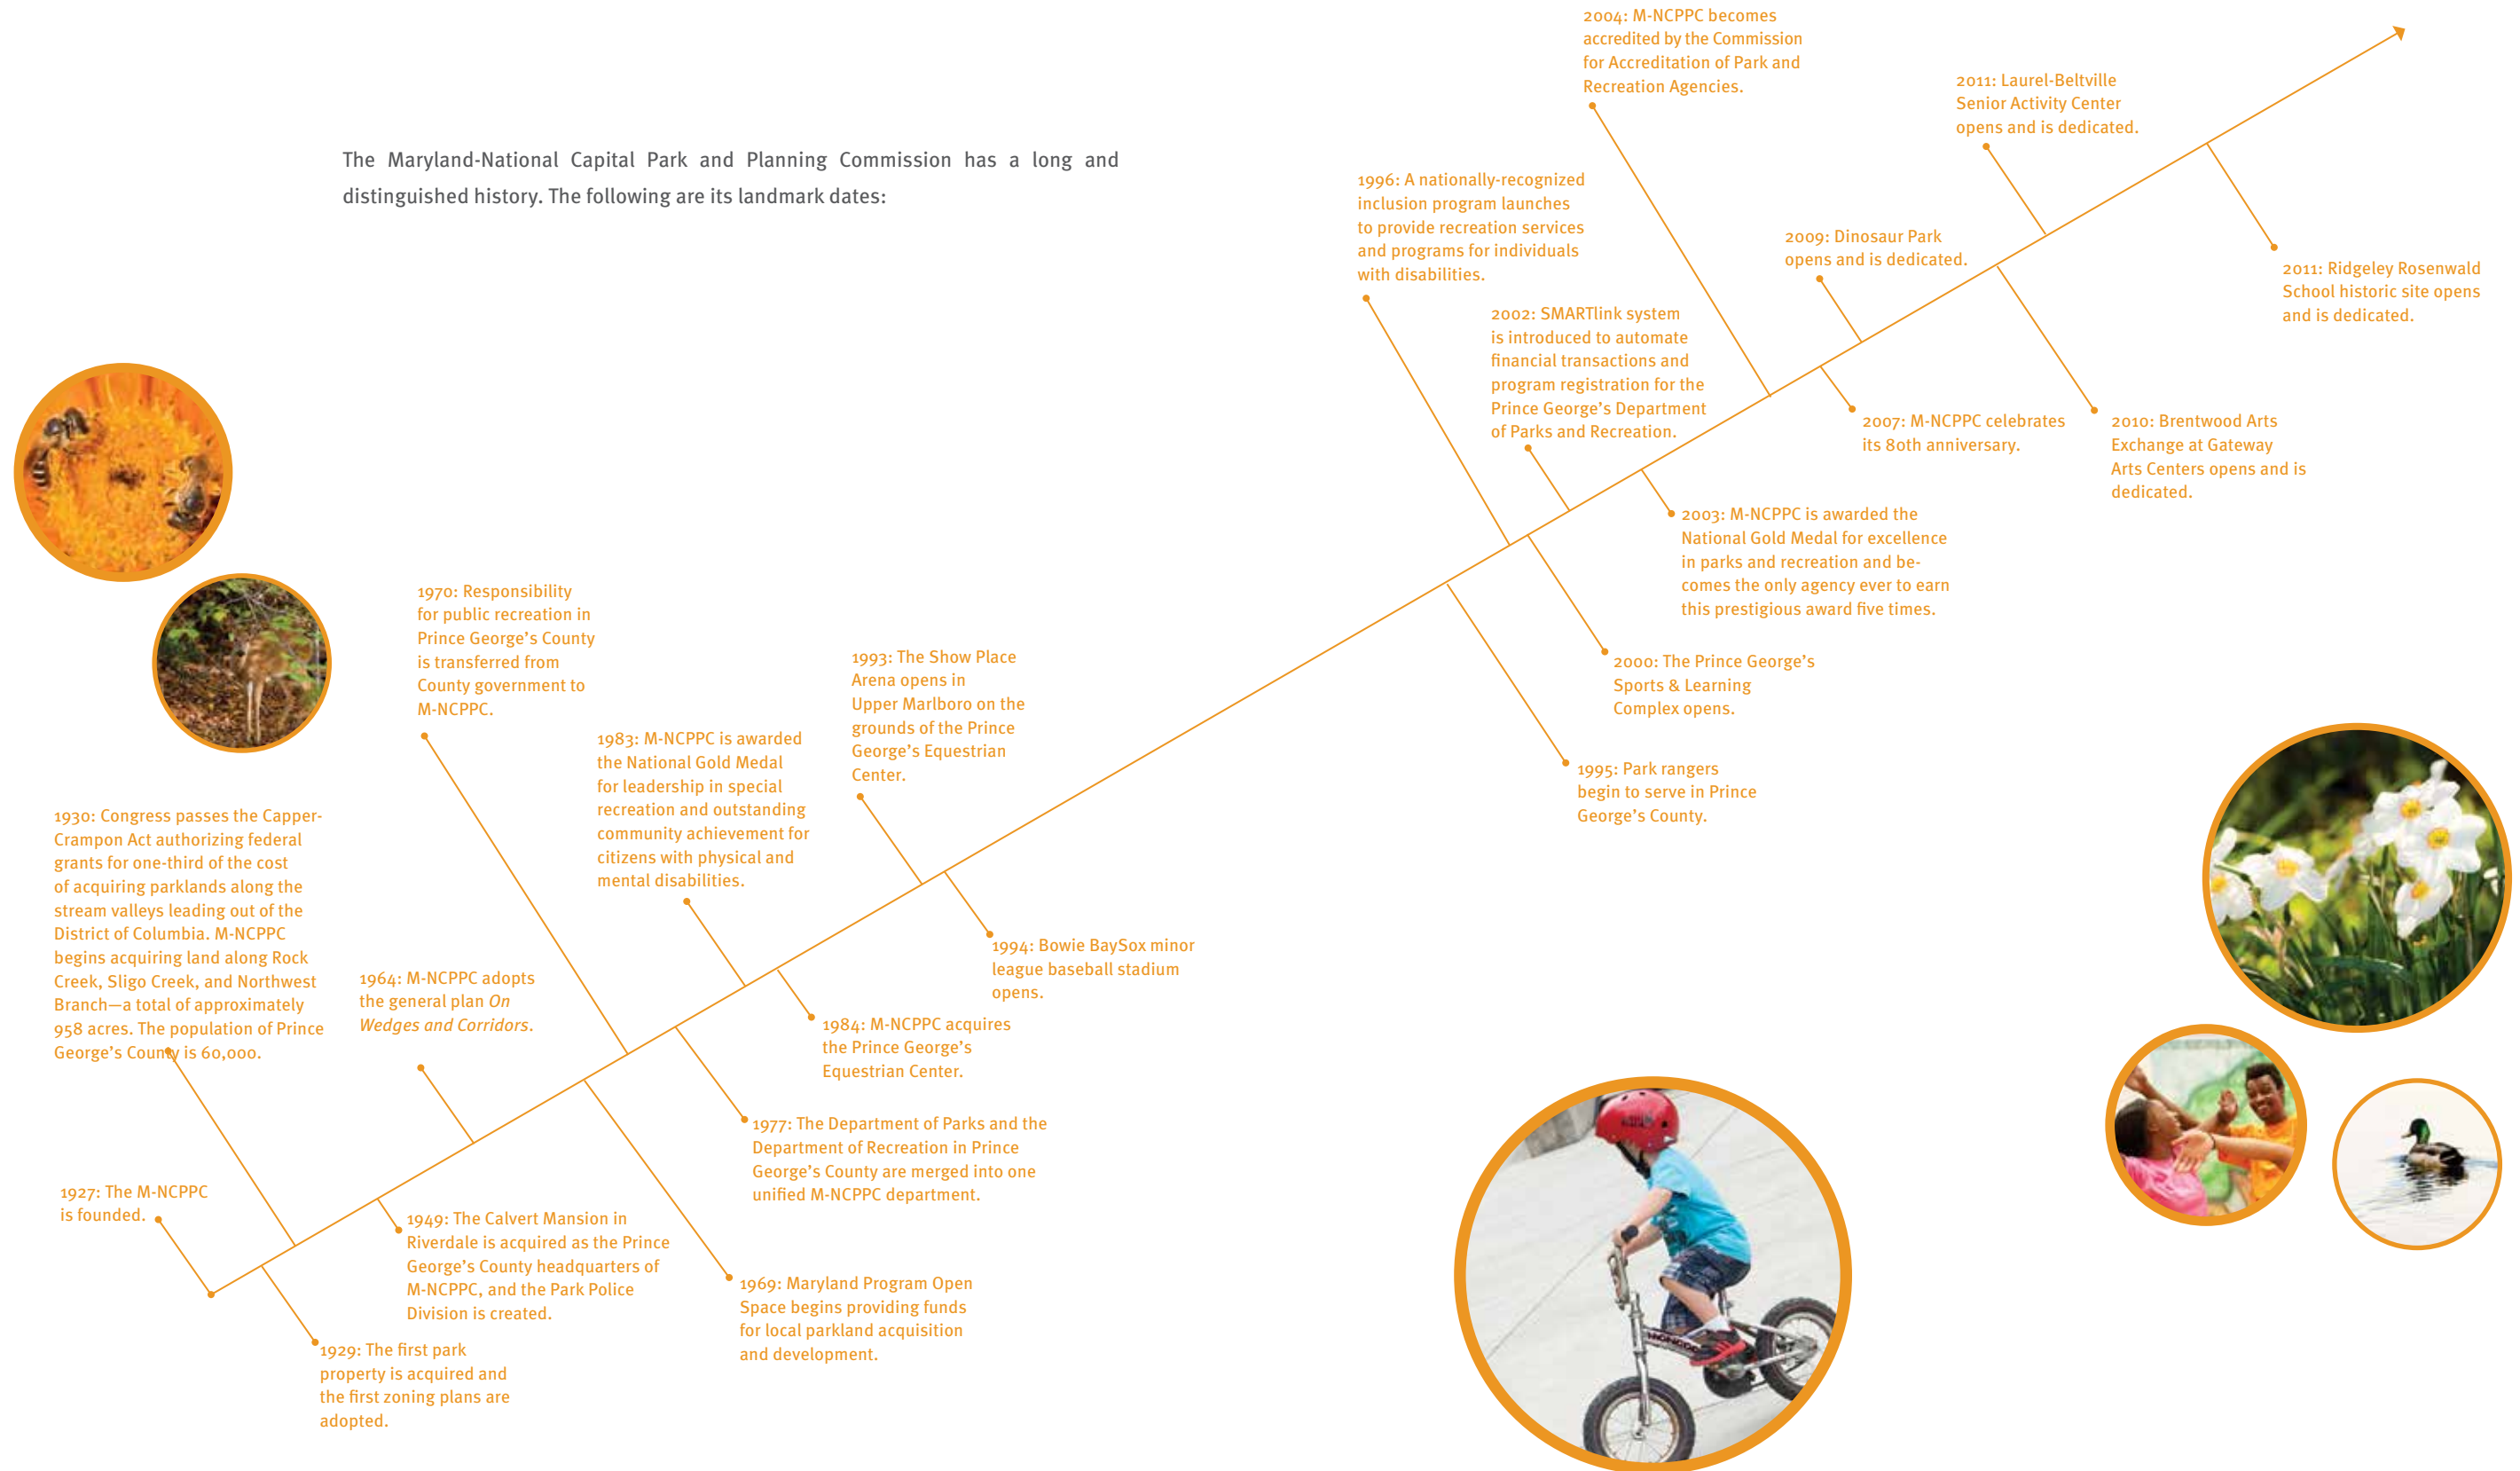 The Maryland-National Capital Park and Planning Commission has a long and
distinguished history. The following are its landmark dates:
1927: The M-NCPPC
is founded.
1929: The first park
property is acquired and
the first zoning plans are
adopted.
1930: Congress passes the Capper-
Crampon Act authorizing federal
grants for one-third of the cost
of acquiring parklands along the
stream valleys leading out of the
District of Columbia. M-NCPPC
begins acquiring land along Rock
Creek, Sligo Creek, and Northwest
Branch—a total of approximately
958 acres. The population of Prince
George’s County is 60,000.
1949: The Calvert Mansion in
Riverdale is acquired as the Prince
George’s County headquarters of
M-NCPPC, and the Park Police
Division is created.
1964: M-NCPPC adopts
the general plan On
Wedges and Corridors.
1969: Maryland Program Open
Space begins providing funds
for local parkland acquisition
and development.
1970: Responsibility
for public recreation in
Prince George’s County
is transferred from
County government to
M-NCPPC.
1977: The Department of Parks and the
Department of Recreation in Prince
George’s County are merged into one
unified M-NCPPC department.
1983: M-NCPPC is awarded
the National Gold Medal
for leadership in special
recreation and outstanding
community achievement for
citizens with physical and
mental disabilities.
1984: M-NCPPC acquires
the Prince George’s
Equestrian Center.
1993: The Show Place
Arena opens in
Upper Marlboro on the
grounds of the Prince
George’s Equestrian
Center.
1994: Bowie BaySox minor
league baseball stadium
opens.
1995: Park rangers
begin to serve in Prince
George’s County.
1996: A nationally-recognized
inclusion program launches
to provide recreation services
and programs for individuals
with disabilities.
2000: The Prince George’s
Sports & Learning
Complex opens.
2002: SMARTlink system
is introduced to automate
financial transactions and
program registration for the
Prince George’s Department
of Parks and Recreation.
2003: M-NCPPC is awarded the
National Gold Medal for excellence
in parks and recreation and be-
comes the only agency ever to earn
this prestigious award five times.
2004: M-NCPPC becomes
accredited by the Commission
for Accreditation of Park and
Recreation Agencies.
2007: M-NCPPC celebrates
its 80th anniversary.
2009: Dinosaur Park
opens and is dedicated.
2010: Brentwood Arts
Exchange at Gateway
Arts Centers opens and is
dedicated.
2011: Laurel-Beltville
Senior Activity Center
opens and is dedicated.
2011: Ridgeley Rosenwald
School historic site opens
and is dedicated.